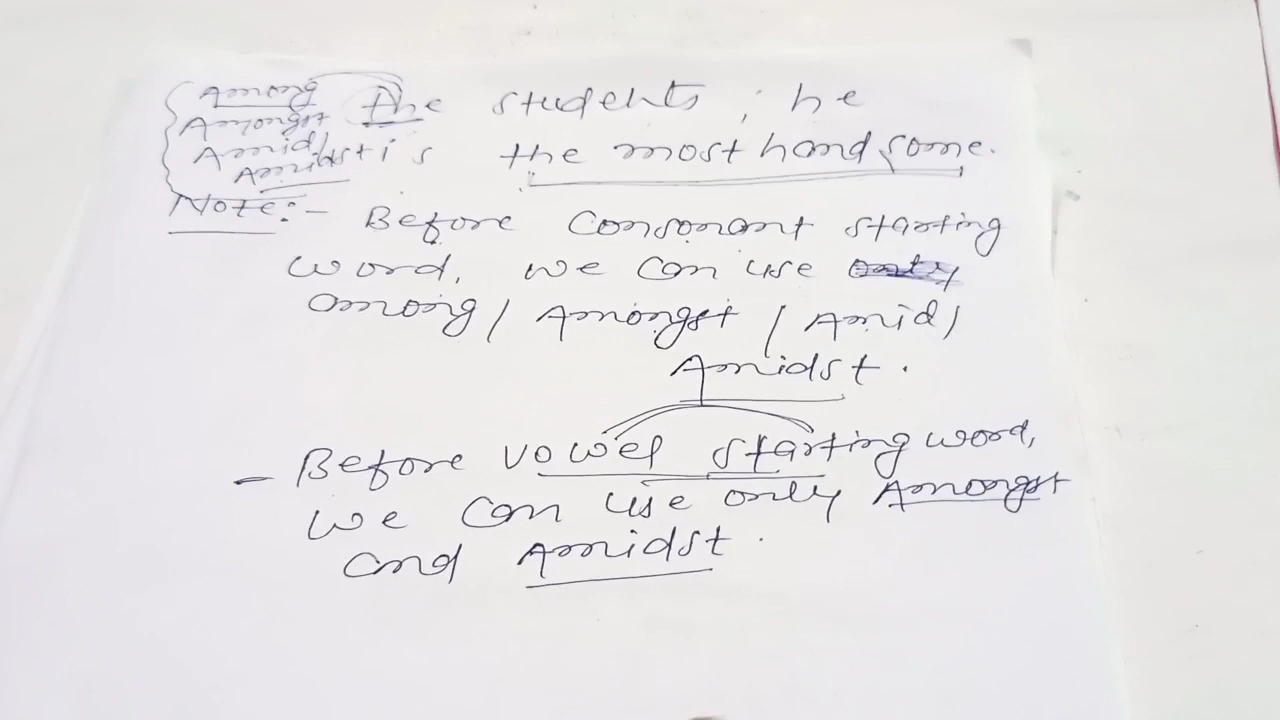 Among the students, he
Amongst
Amid/
Amidst is the most handsome.
Note:- Before Consonant starting
word, we can use only
among/ Amongst / Amid/
Amidst.
- Before vowel starting word,
we can use only Amongst
and Amidst.